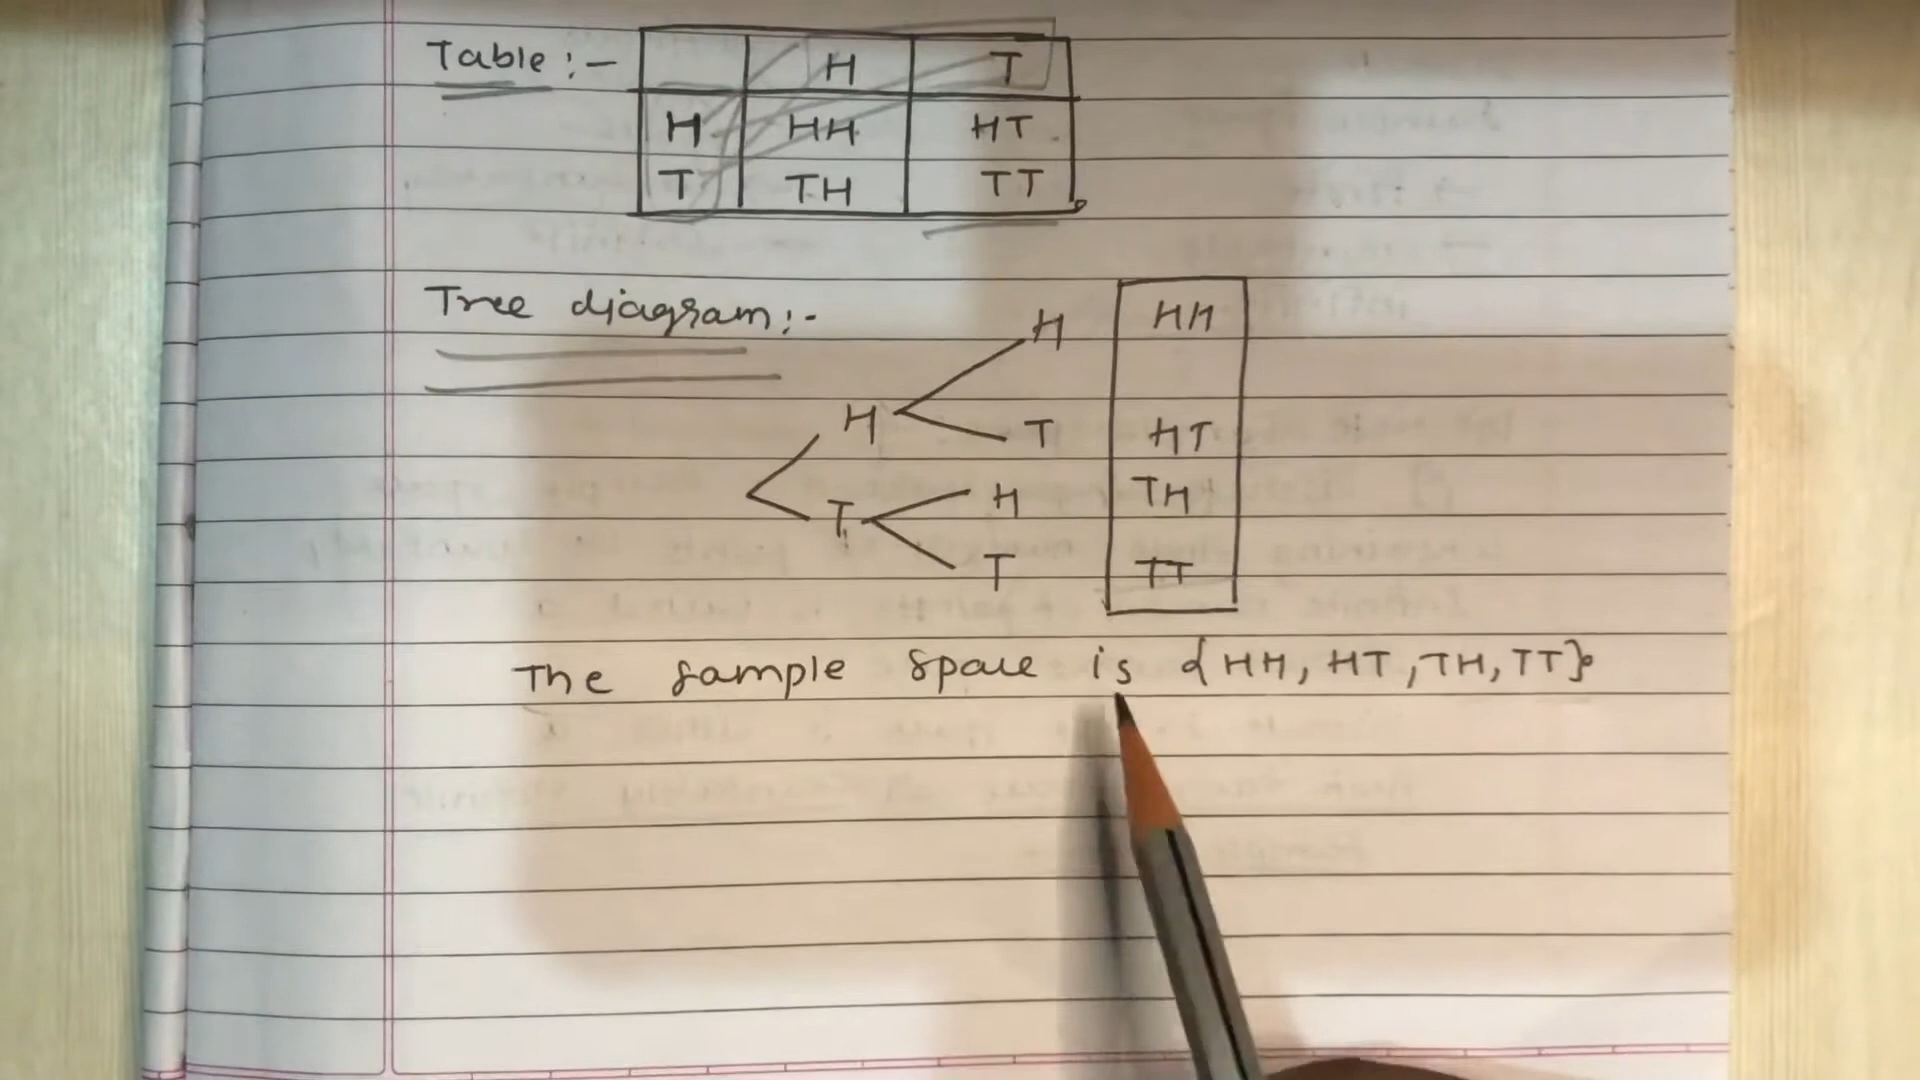 Table :-
H T
H HH HT
T TH TT
Tree diagram :-
H HH
H
T HT
H TH
T
T TT
The sample space is {HH, HT, TH, TT}